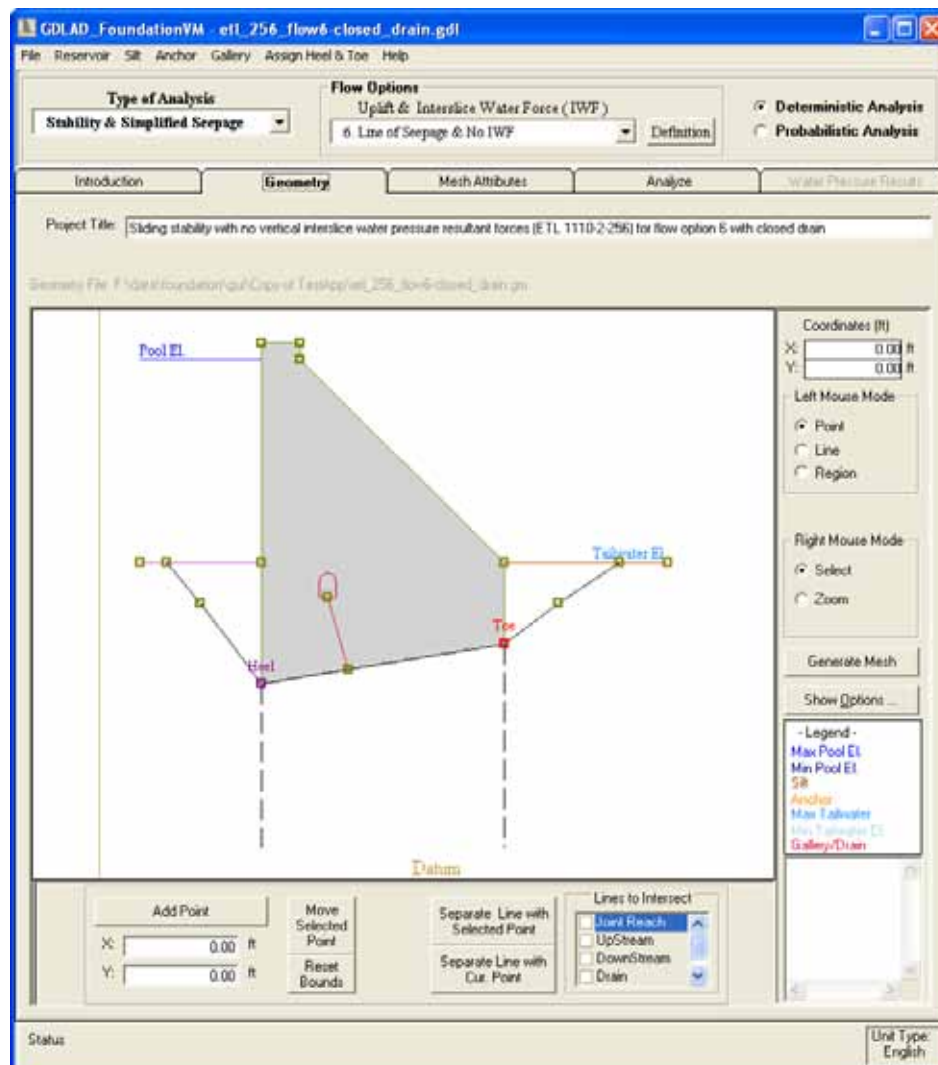 GDLAD_FoundationVM - etl_256_flow6-closed_drain.gdl
File Reservoir Silt Anchor Gallery Assign Heel & Toe Help
Type of Analysis
Stability & Simplified Seepage
Flow Options
Uplift & Interslice Water Force ( IWF )
6. Line of Seepage & No IWF
Definition
Deterministic Analysis
Probabilistic Analysis
Introduction
Geometry
Mesh Attributes
Analyze
Water Pressure Results
Project Title: Sliding stability with no vertical interslice water pressure resultant forces (ETL 1110-2-256) for flow option 6 with closed drain
Geometry File:
Pool El.
Tailwater El.
Toe
Heel
Datum
Coordinates (ft)
X: 0.00 ft
Y: 0.00 ft
Left Mouse Mode
Point
Line
Region
Right Mouse Mode
Select
Zoom
Generate Mesh
Show Options ...
- Legend -
Max Pool El.
Min Pool El.
Silt
Anchor
Max Tailwater
Min Tailwater El.
Gallery/Drain
Add Point
X: 0.00 ft
Y: 0.00 ft
Move
Selected
Point
Reset
Bounds
Separate Line with
Selected Point
Separate Line with
Cur. Point
Lines to Intersect
Joint Reach
UpStream
DownStream
Drain
Status
Unit Type:
English